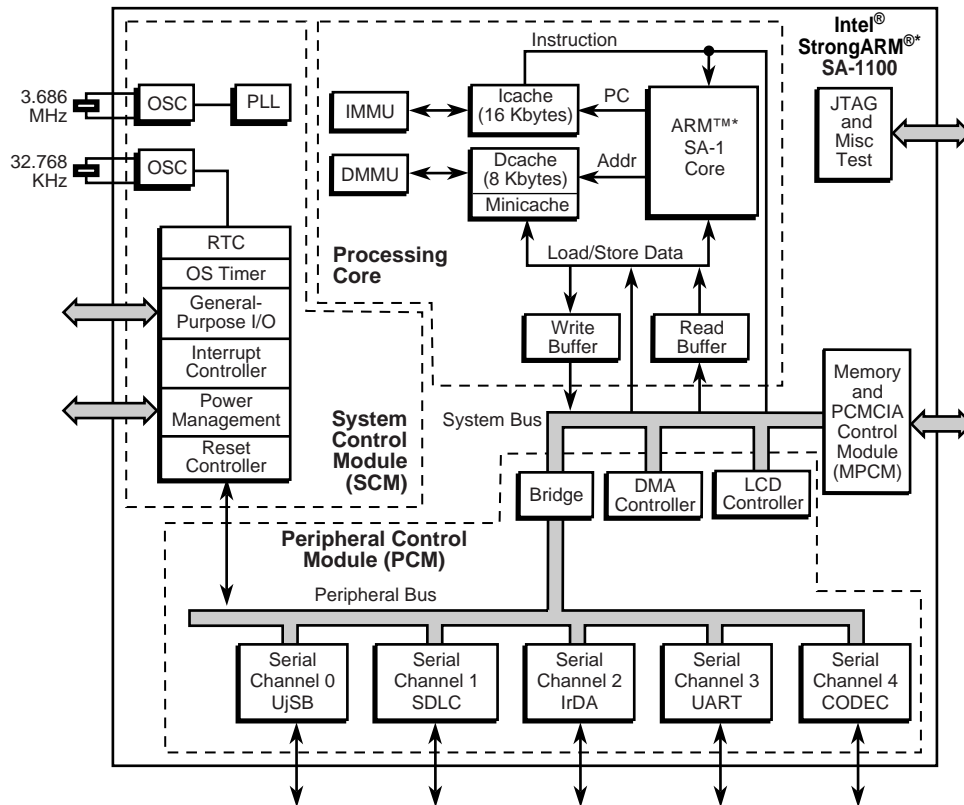 Intel®
StrongARM®*
SA-1100
Instruction
3.686
MHz
OSC
PLL
IMMU
Icache
(16 Kbytes)
PC
ARM™*
SA-1
Core
JTAG
and
Misc
Test
32.768
KHz
OSC
DMMU
Dcache
(8 Kbytes)
Minicache
Addr
RTC
OS Timer
General-
Purpose I/O
Interrupt
Controller
Power
Management
Reset
Controller
Processing
Core
Load/Store Data
Write
Buffer
Read
Buffer
Memory
and
PCMCIA
Control
Module
(MPCM)
System Bus
System
Control
Module
(SCM)
Bridge
DMA
Controller
LCD
Controller
Peripheral Control
Module (PCM)
Peripheral Bus
Serial
Channel 0
UjSB
Serial
Channel 1
SDLC
Serial
Channel 2
IrDA
Serial
Channel 3
UART
Serial
Channel 4
CODEC